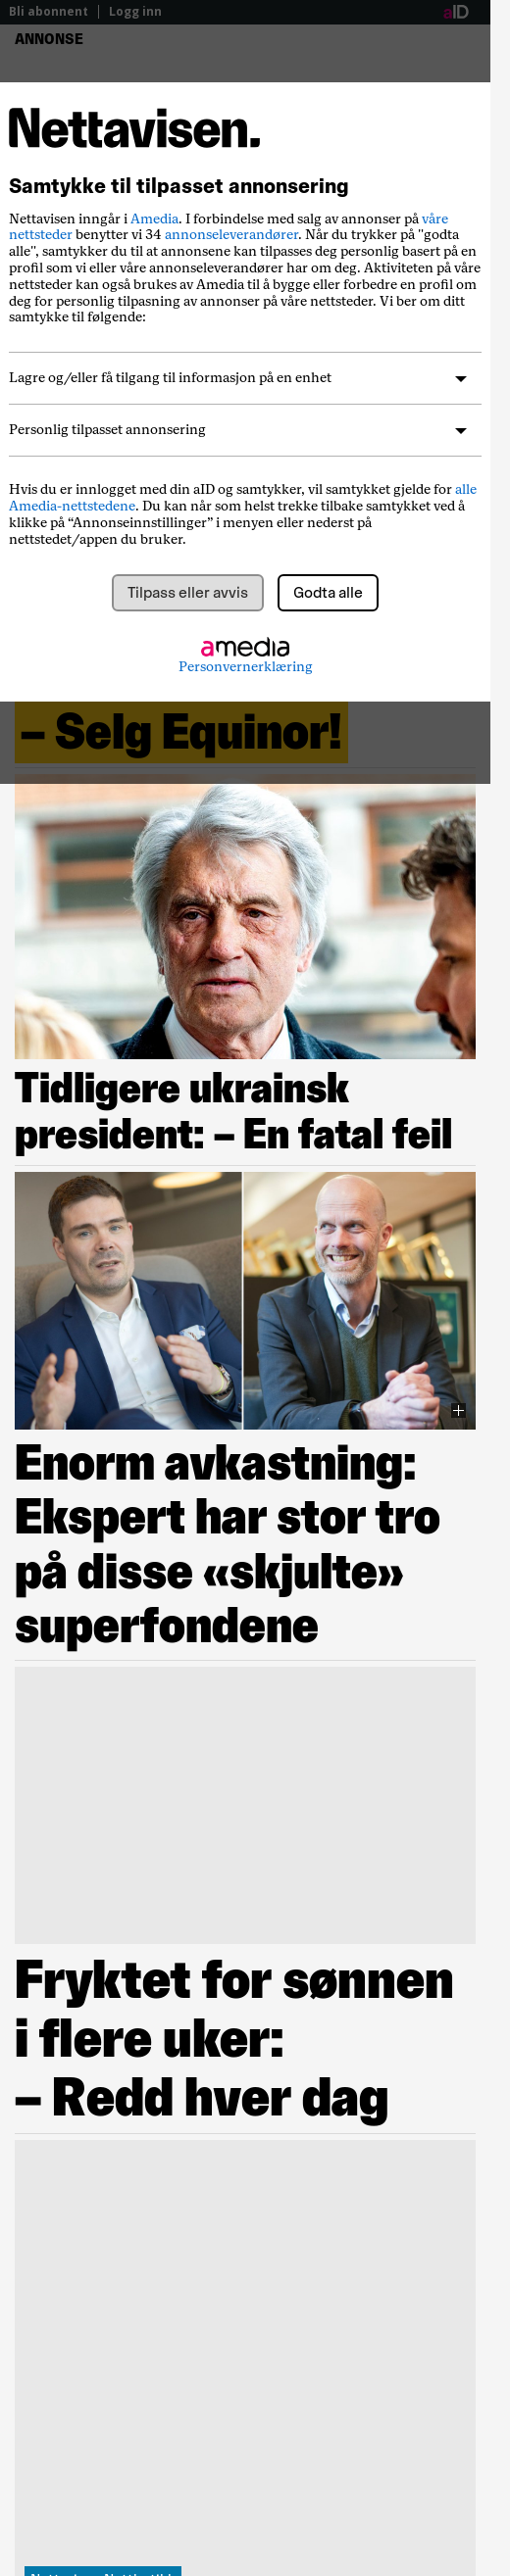 Bli abonnent
Logg inn
aID
ANNONSE
Nettavisen.
Samtykke til tilpasset annonsering
Nettavisen inngår i Amedia. I forbindelse med salg av annonser på våre
nettsteder benytter vi 34 annonseleverandører. Når du trykker på "godta
alle", samtykker du til at annonsene kan tilpasses deg personlig basert på en
profil som vi eller våre annonseleverandører har om deg. Aktiviteten på våre
nettsteder kan også brukes av Amedia til å bygge eller forbedre en profil om
deg for personlig tilpasning av annonser på våre nettsteder. Vi ber om ditt
samtykke til følgende:
Lagre og/eller få tilgang til informasjon på en enhet
Personlig tilpasset annonsering
Hvis du er innlogget med din aID og samtykker, vil samtykket gjelde for alle
Amedia-nettstedene. Du kan når som helst trekke tilbake samtykket ved å
klikke på “Annonseinnstillinger” i menyen eller nederst på
nettstedet/appen du bruker.
Tilpass eller avvis
Godta alle
amedia
Personvernerklæring
– Selg Equinor!
Tidligere ukrainsk
president: – En fatal feil
Enorm avkastning:
Ekspert har stor tro
på disse «skjulte»
superfondene
Fryktet for sønnen
i flere uker:
– Redd hver dag